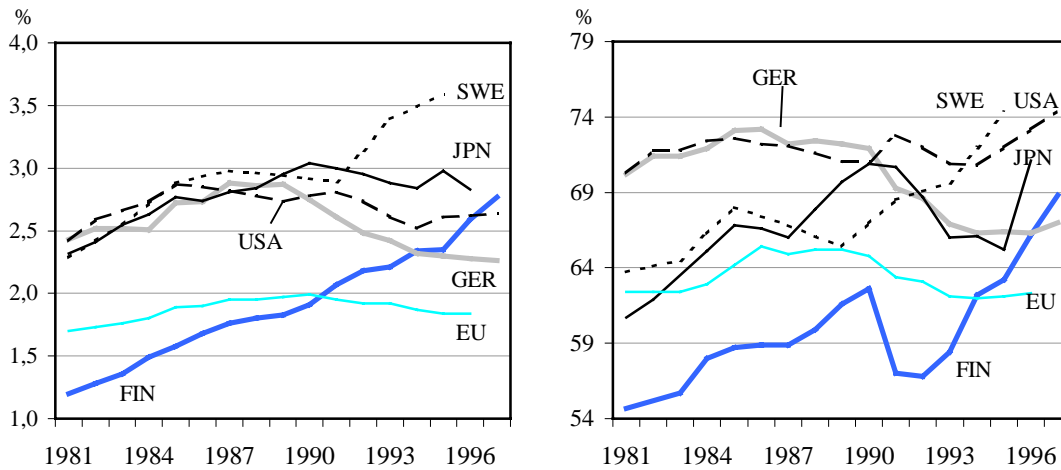 %
4,0
3,5
3,0
2,5
2,0
1,5
1,0
SWE
JPN
USA
GER
EU
FIN
1981 1984 1987 1990 1993 1996
%
79
74
69
64
59
54
GER
SWE USA
JPN
EU
FIN
1981 1984 1987 1990 1993 1996